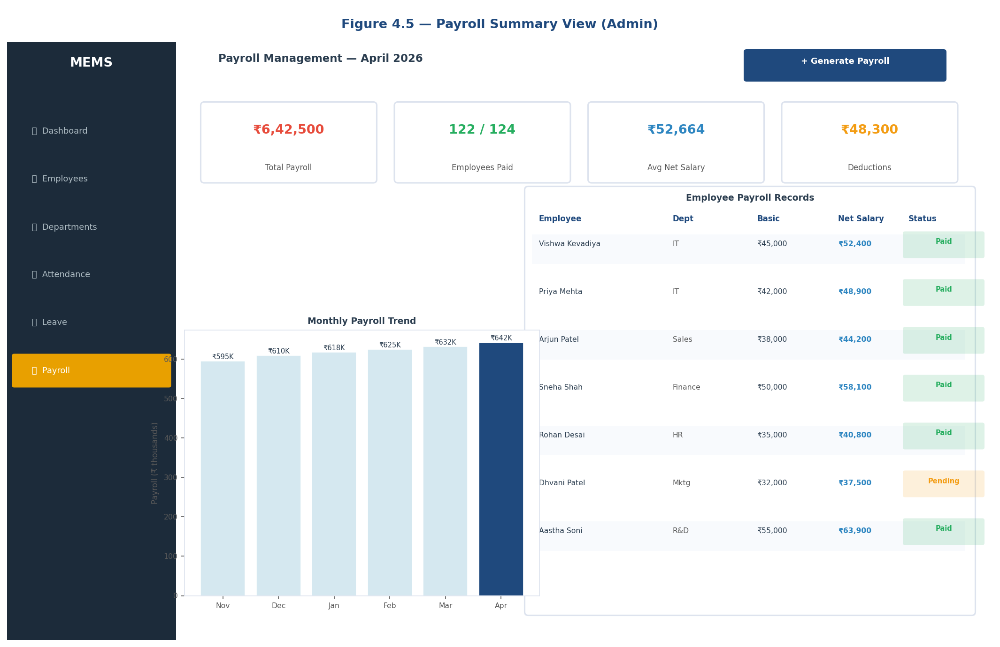 Figure 4.5 — Payroll Summary View (Admin)
MEMS
Dashboard
Employees
Departments
Attendance
Leave
Payroll
Payroll Management — April 2026
+ Generate Payroll
₹6,42,500
Total Payroll
122 / 124
Employees Paid
₹52,664
Avg Net Salary
₹48,300
Deductions
Monthly Payroll Trend
Payroll (₹ thousands)
600
500
400
300
200
100
0
₹595K
₹610K
₹618K
₹625K
₹632K
₹642K
Nov Dec Jan Feb Mar Apr
Employee Payroll Records
Employee Dept Basic Net Salary Status
Vishwa Kevadiya IT ₹45,000 ₹52,400 Paid
Priya Mehta IT ₹42,000 ₹48,900 Paid
Arjun Patel Sales ₹38,000 ₹44,200 Paid
Sneha Shah Finance ₹50,000 ₹58,100 Paid
Rohan Desai HR ₹35,000 ₹40,800 Paid
Dhvani Patel Mktg ₹32,000 ₹37,500 Pending
Aastha Soni R&D ₹55,000 ₹63,900 Paid